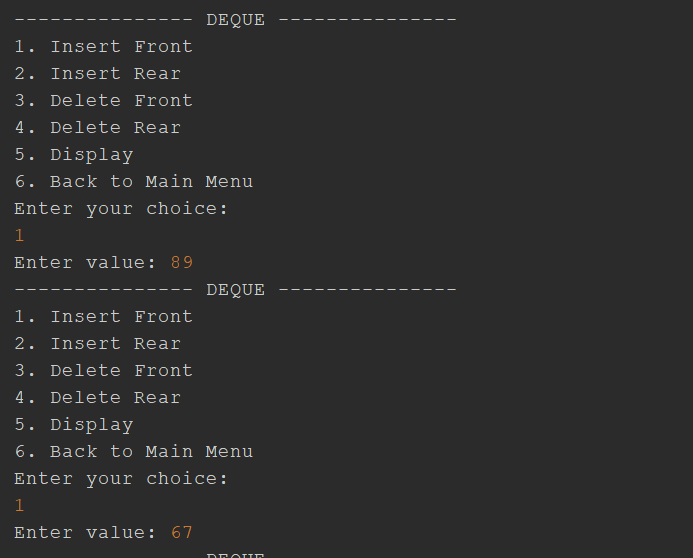 --------------- DEQUE ---------------
1. Insert Front
2. Insert Rear
3. Delete Front
4. Delete Rear
5. Display
6. Back to Main Menu
Enter your choice:
1
Enter value: 89
--------------- DEQUE ---------------
1. Insert Front
2. Insert Rear
3. Delete Front
4. Delete Rear
5. Display
6. Back to Main Menu
Enter your choice:
1
Enter value: 67
--------------- DEQUE ---------------